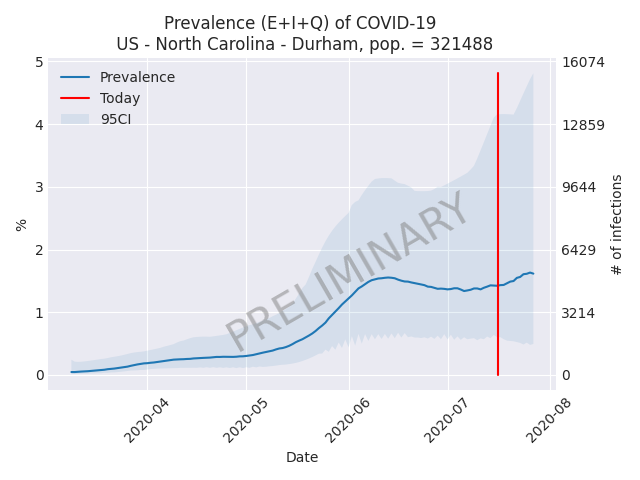 Prevalence (E+I+Q) of COVID-19
US - North Carolina - Durham, pop. = 321488
5
4
3
2
1
0
%
Prevalence
Today
95CI
PRELIMINARY
16074
12859
9644
6429
3214
0
# of infections
2020-04
2020-05
2020-06
2020-07
2020-08
Date